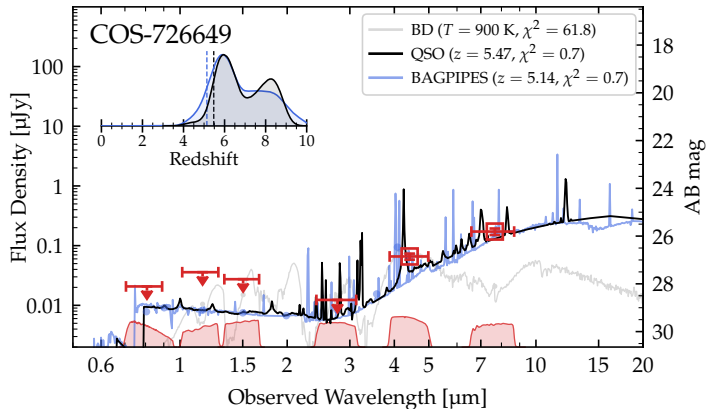 COS-726649
BD (T = 900 K, χ² = 61.8)
QSO (z = 5.47, χ² = 0.7)
BAGPIPES (z = 5.14, χ² = 0.7)
100
10
1
0.1
0.01
Flux Density [µJy]
18
20
22
24
26
28
30
AB mag
0 2 4 6 8 10
Redshift
0.6 1 1.5 2 3 4 5 7 10 15 20
Observed Wavelength [µm]